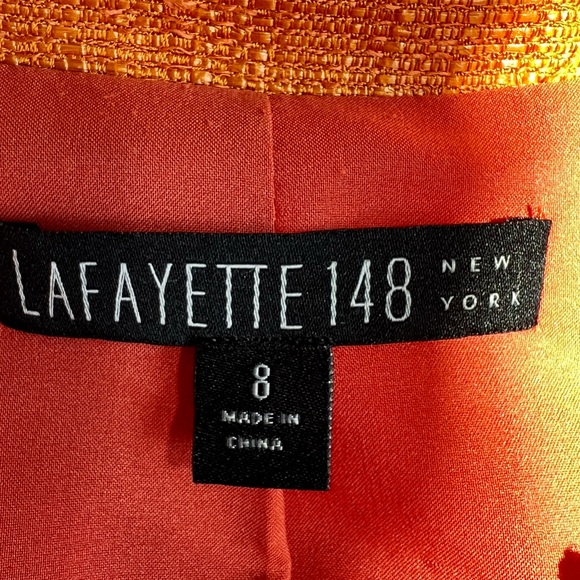 LAFAYETTE 148 NEW YORK
8
MADE IN
CHINA